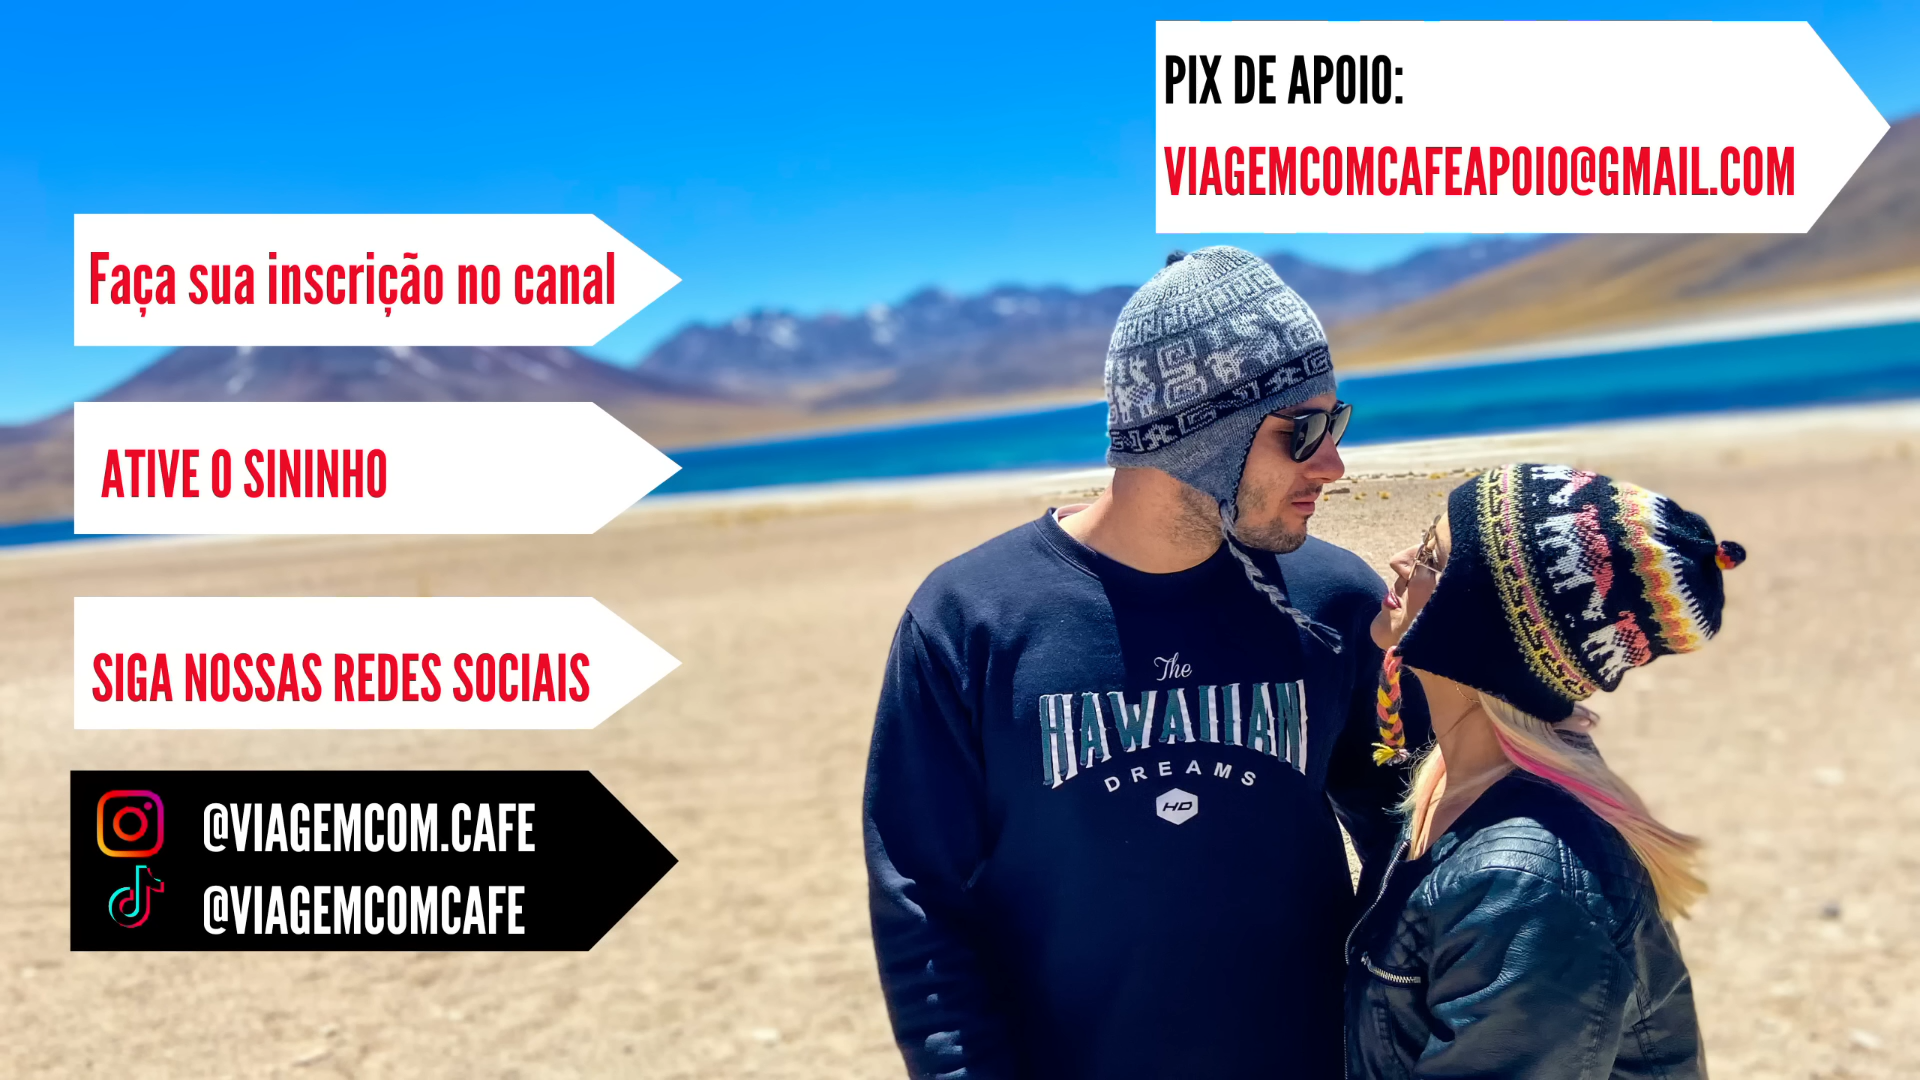 PIX DE APOIO:
VIAGEMCOMCAFEAPOIO@GMAIL.COM
Faça sua inscrição no canal
ATIVE O SININHO
SIGA NOSSAS REDES SOCIAIS
@VIAGEMCOM.CAFE
@VIAGEMCOMCAFE
The
HAWAIIAN
DREAMS
HD